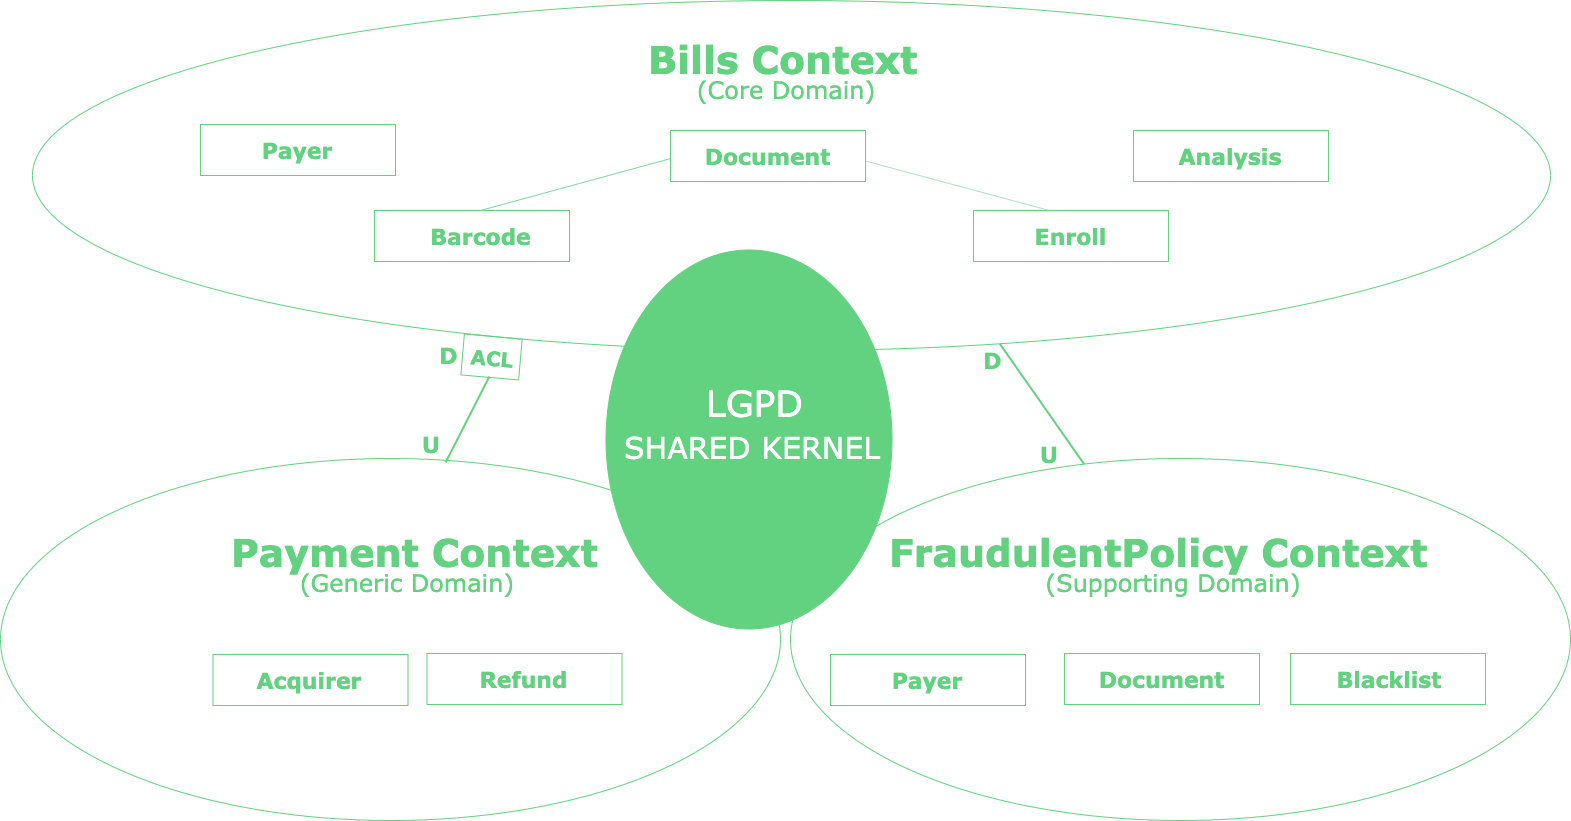 Bills Context
(Core Domain)
Payer
Document
Analysis
Barcode
Enroll
D
ACL
D
LGPD
SHARED KERNEL
U
U
Payment Context
(Generic Domain)
Acquirer
Refund
FraudulentPolicy Context
(Supporting Domain)
Payer
Document
Blacklist